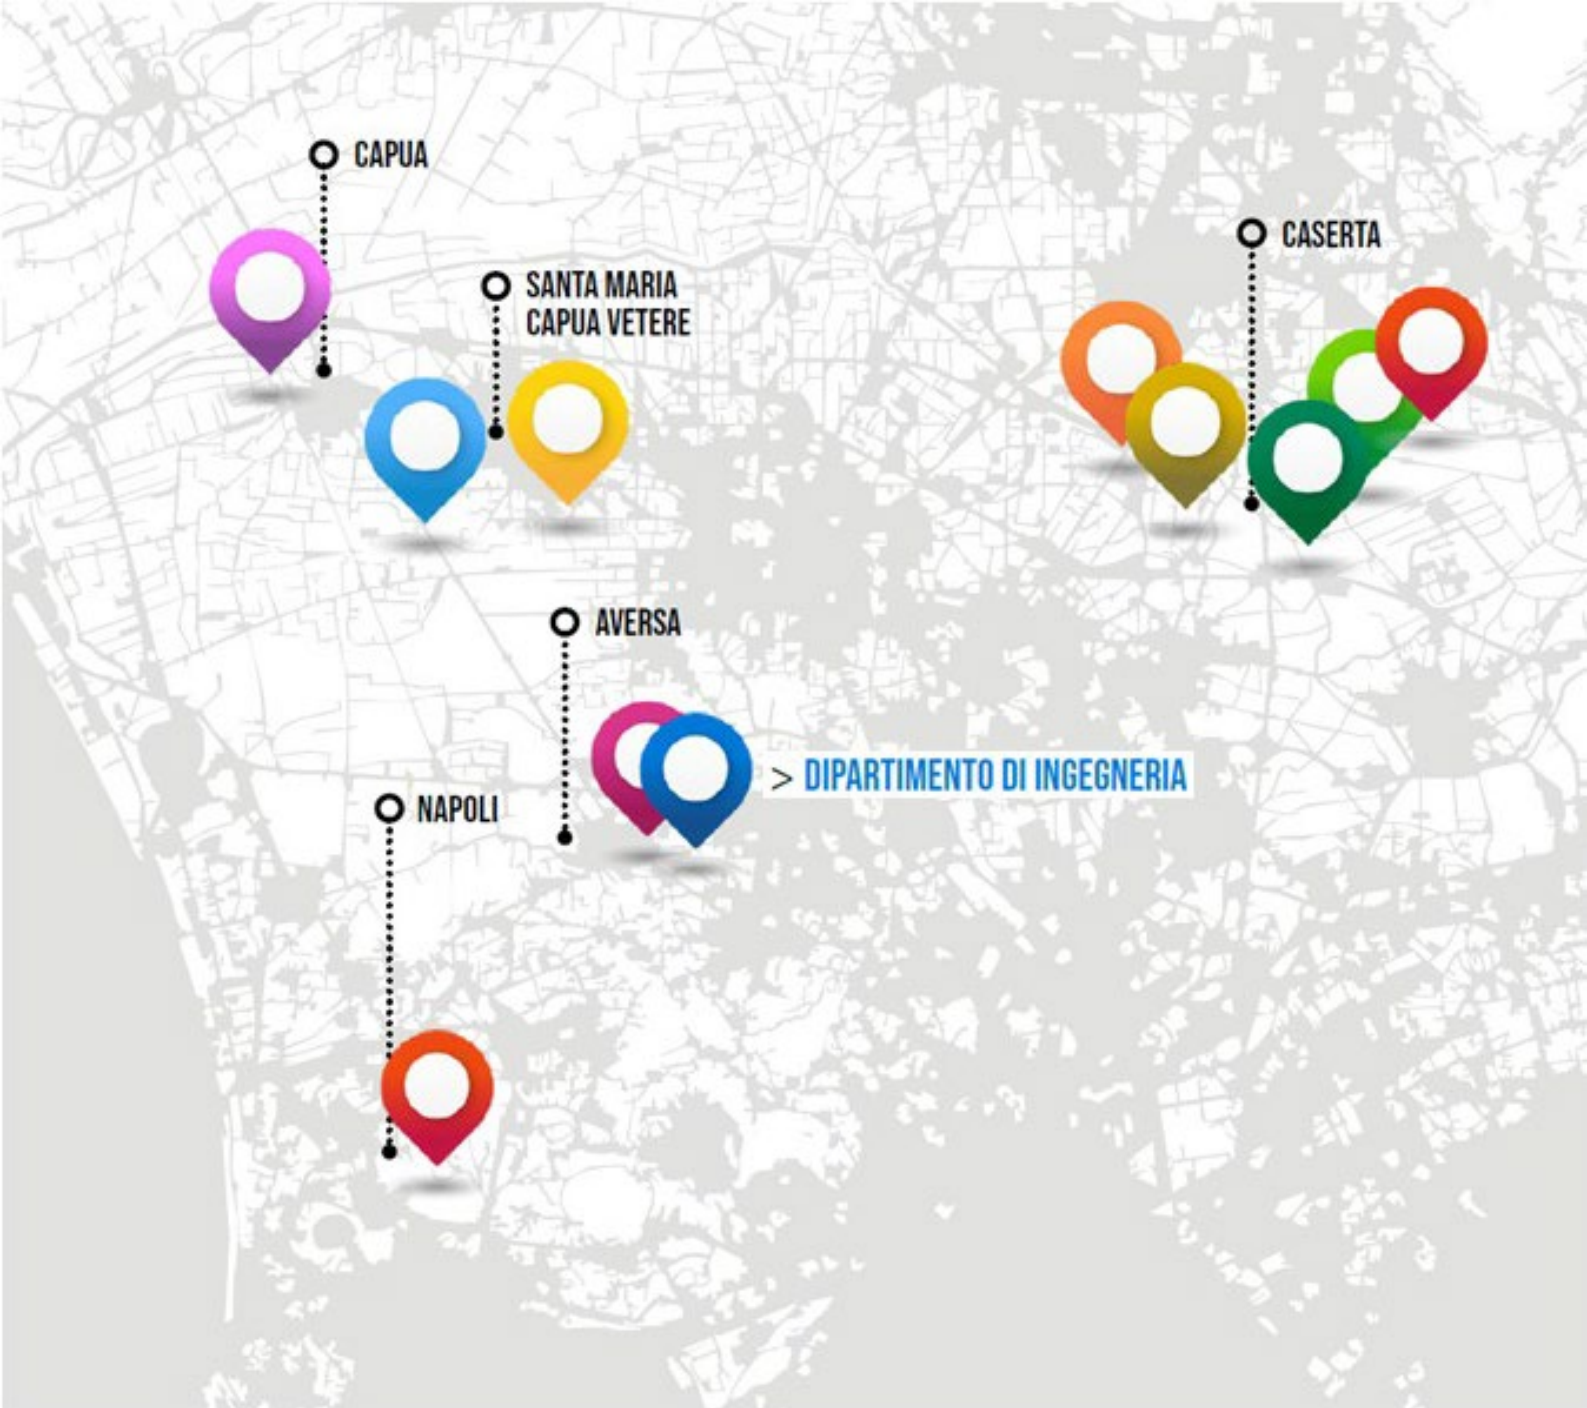 CAPUA
CASERTA
SANTA MARIA
CAPUA VETERE
AVERSA
> DIPARTIMENTO DI INGEGNERIA
NAPOLI